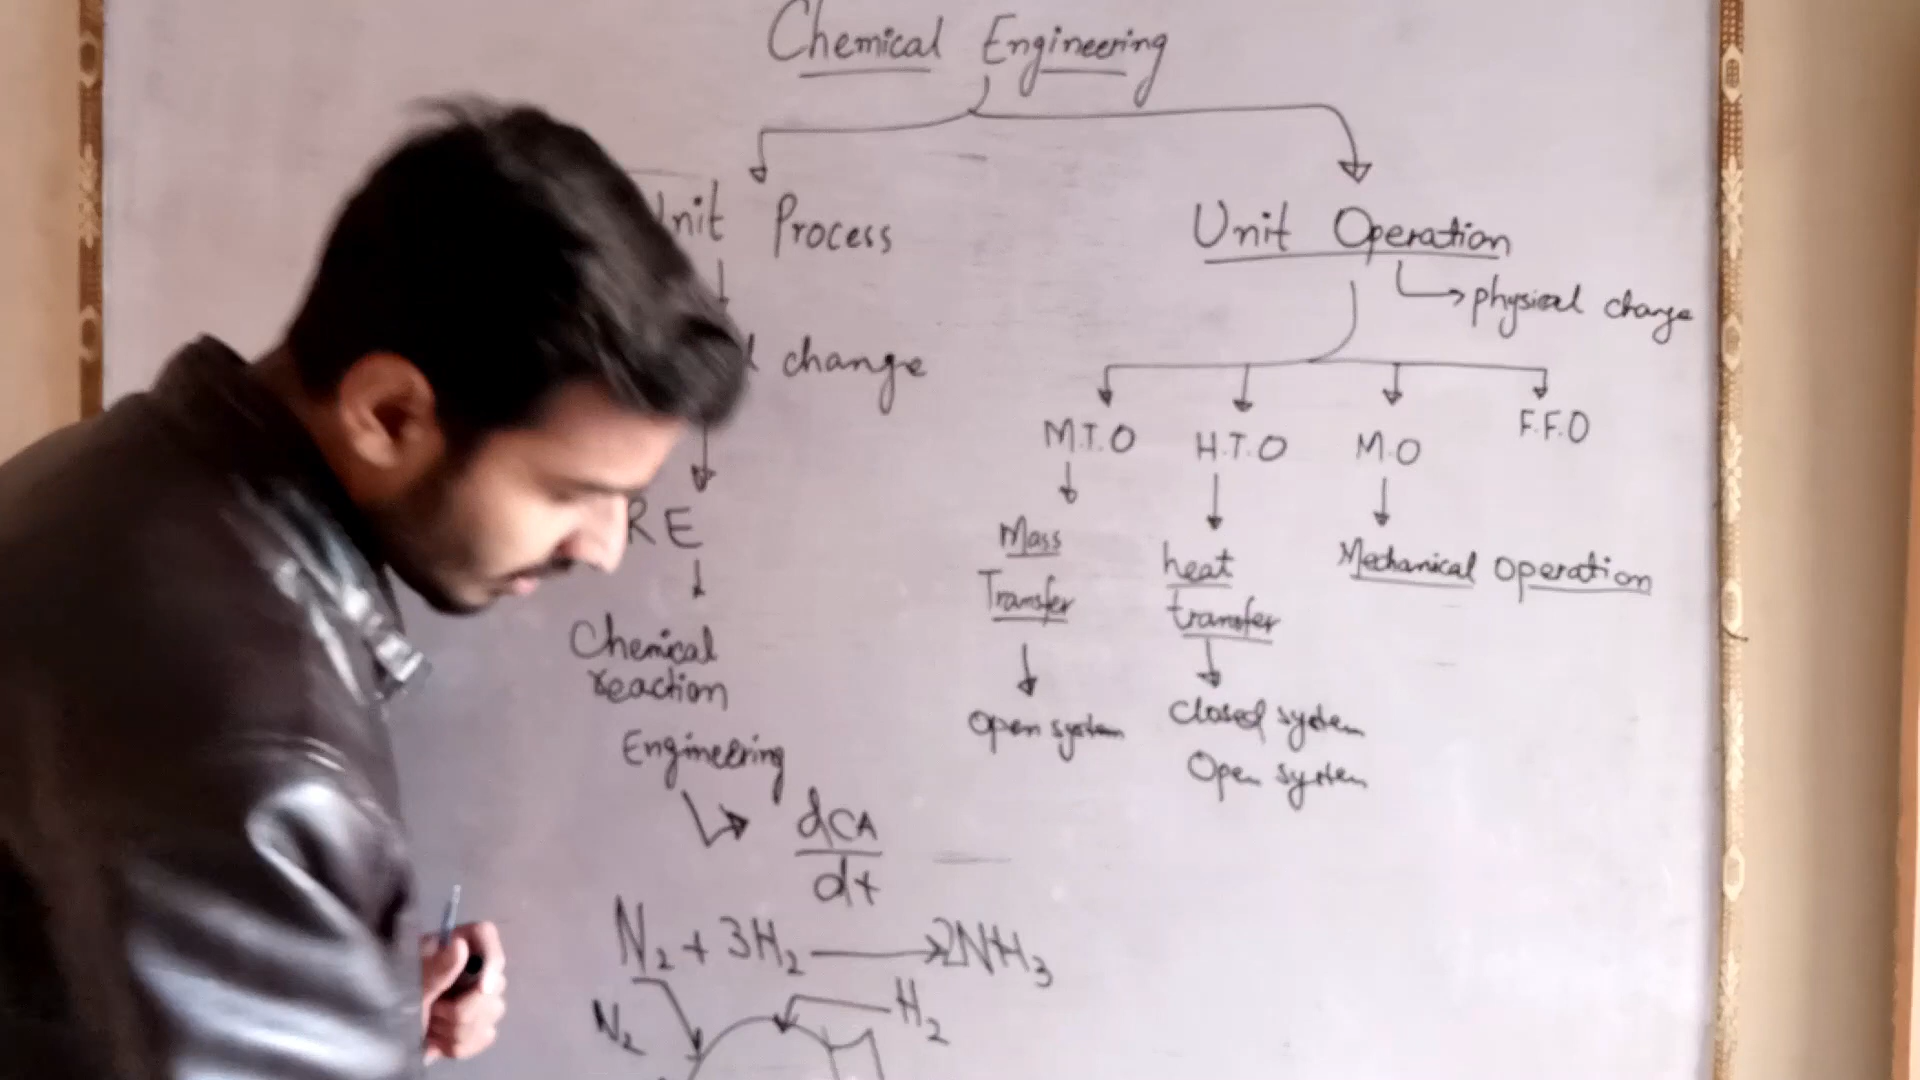 Chemical Engineering
Unit Process
Unit Operation
physical change
change
M.T.O
H.T.O
M.O
F.F.O
RE
Mass
Transfer
heat
transfer
Mechanical Operation
Chemical
reaction
Engineering
Open system
Closed system
Open system
dCA
dt
N2 + 3H2 → 2NH3
N2
H2